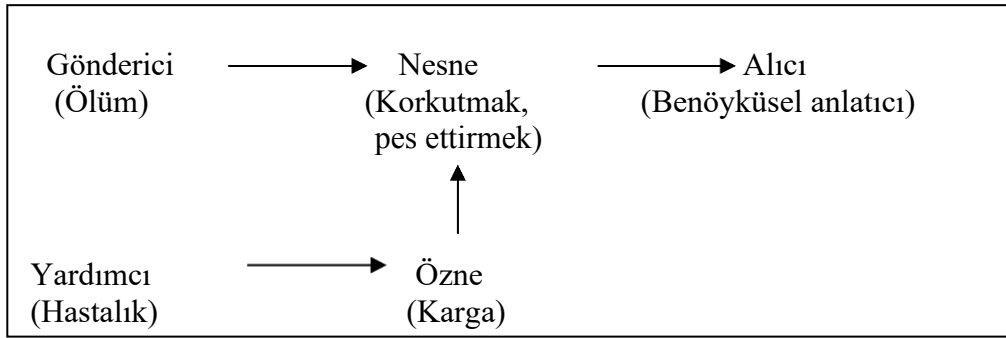 Gönderici Nesne Alıcı
(Ölüm) (Korkutmak, (Benöyküsel anlatıcı)
pes ettirmek)
Yardımcı Özne
(Hastalık) (Karga)